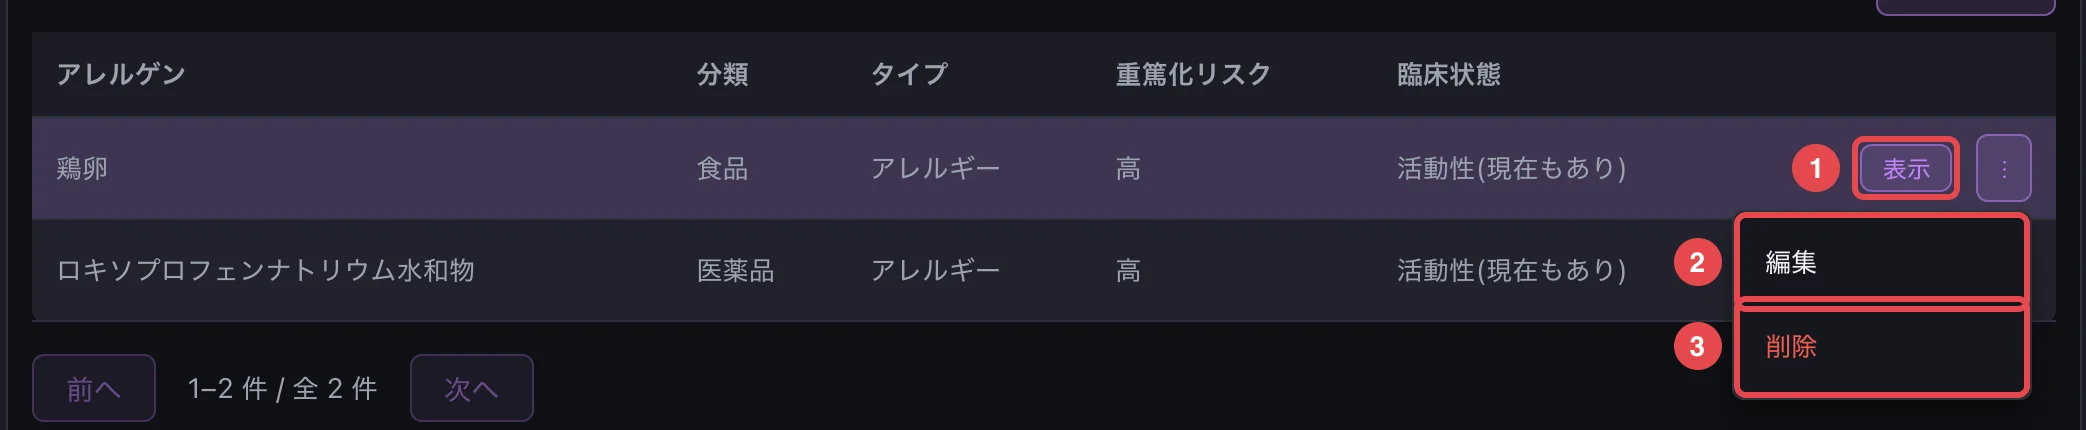 アレルゲン 分類 タイプ 重篤化リスク 臨床状態
鶏卵 食品 アレルギー 高 活動性(現在もあり) 1 表示 ⋮
ロキソプロフェンナトリウム水和物 医薬品 アレルギー 高 活動性(現在もあり) 2 編集
3 削除
前へ 1–2 件 / 全 2 件 次へ